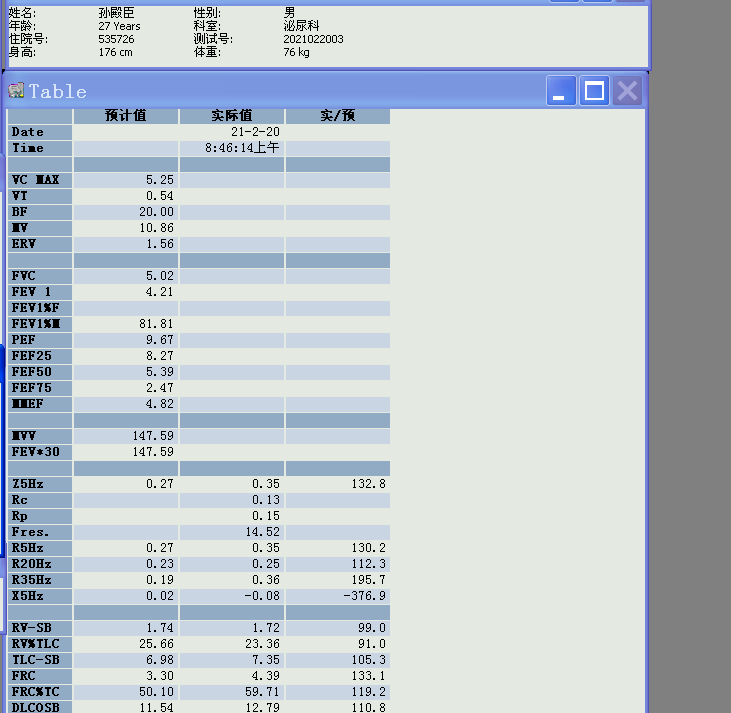 姓名: 孙殿臣 性别: 男
年龄: 27 Years 科室: 泌尿科
住院号: 535726 测试号: 2021022003
身高: 176 cm 体重: 76 kg
Table
预计值 实际值 实/预
Date 21-2-20
Time 8:46:14上午
VC MAX 5.25
VT 0.54
BF 20.00
MV 10.86
ERV 1.56
FVC 5.02
FEV 1 4.21
FEV1%F
FEV1%M 81.81
PEF 9.67
FEF25 8.27
FEF50 5.39
FEF75 2.47
MMEF 4.82
MVV 147.59
FEV*30 147.59
Z5Hz 0.27 0.35 132.8
Rc 0.13
Rp 0.15
Fres. 14.52
R5Hz 0.27 0.35 130.2
R20Hz 0.23 0.25 112.3
R35Hz 0.19 0.36 195.7
X5Hz 0.02 -0.08 -376.9
RV-SB 1.74 1.72 99.0
RV%TLC 25.66 23.36 91.0
TLC-SB 6.98 7.35 105.3
FRC 3.30 4.39 133.1
FRC%TC 50.10 59.71 119.2
DLCOSB 11.54 12.79 110.8